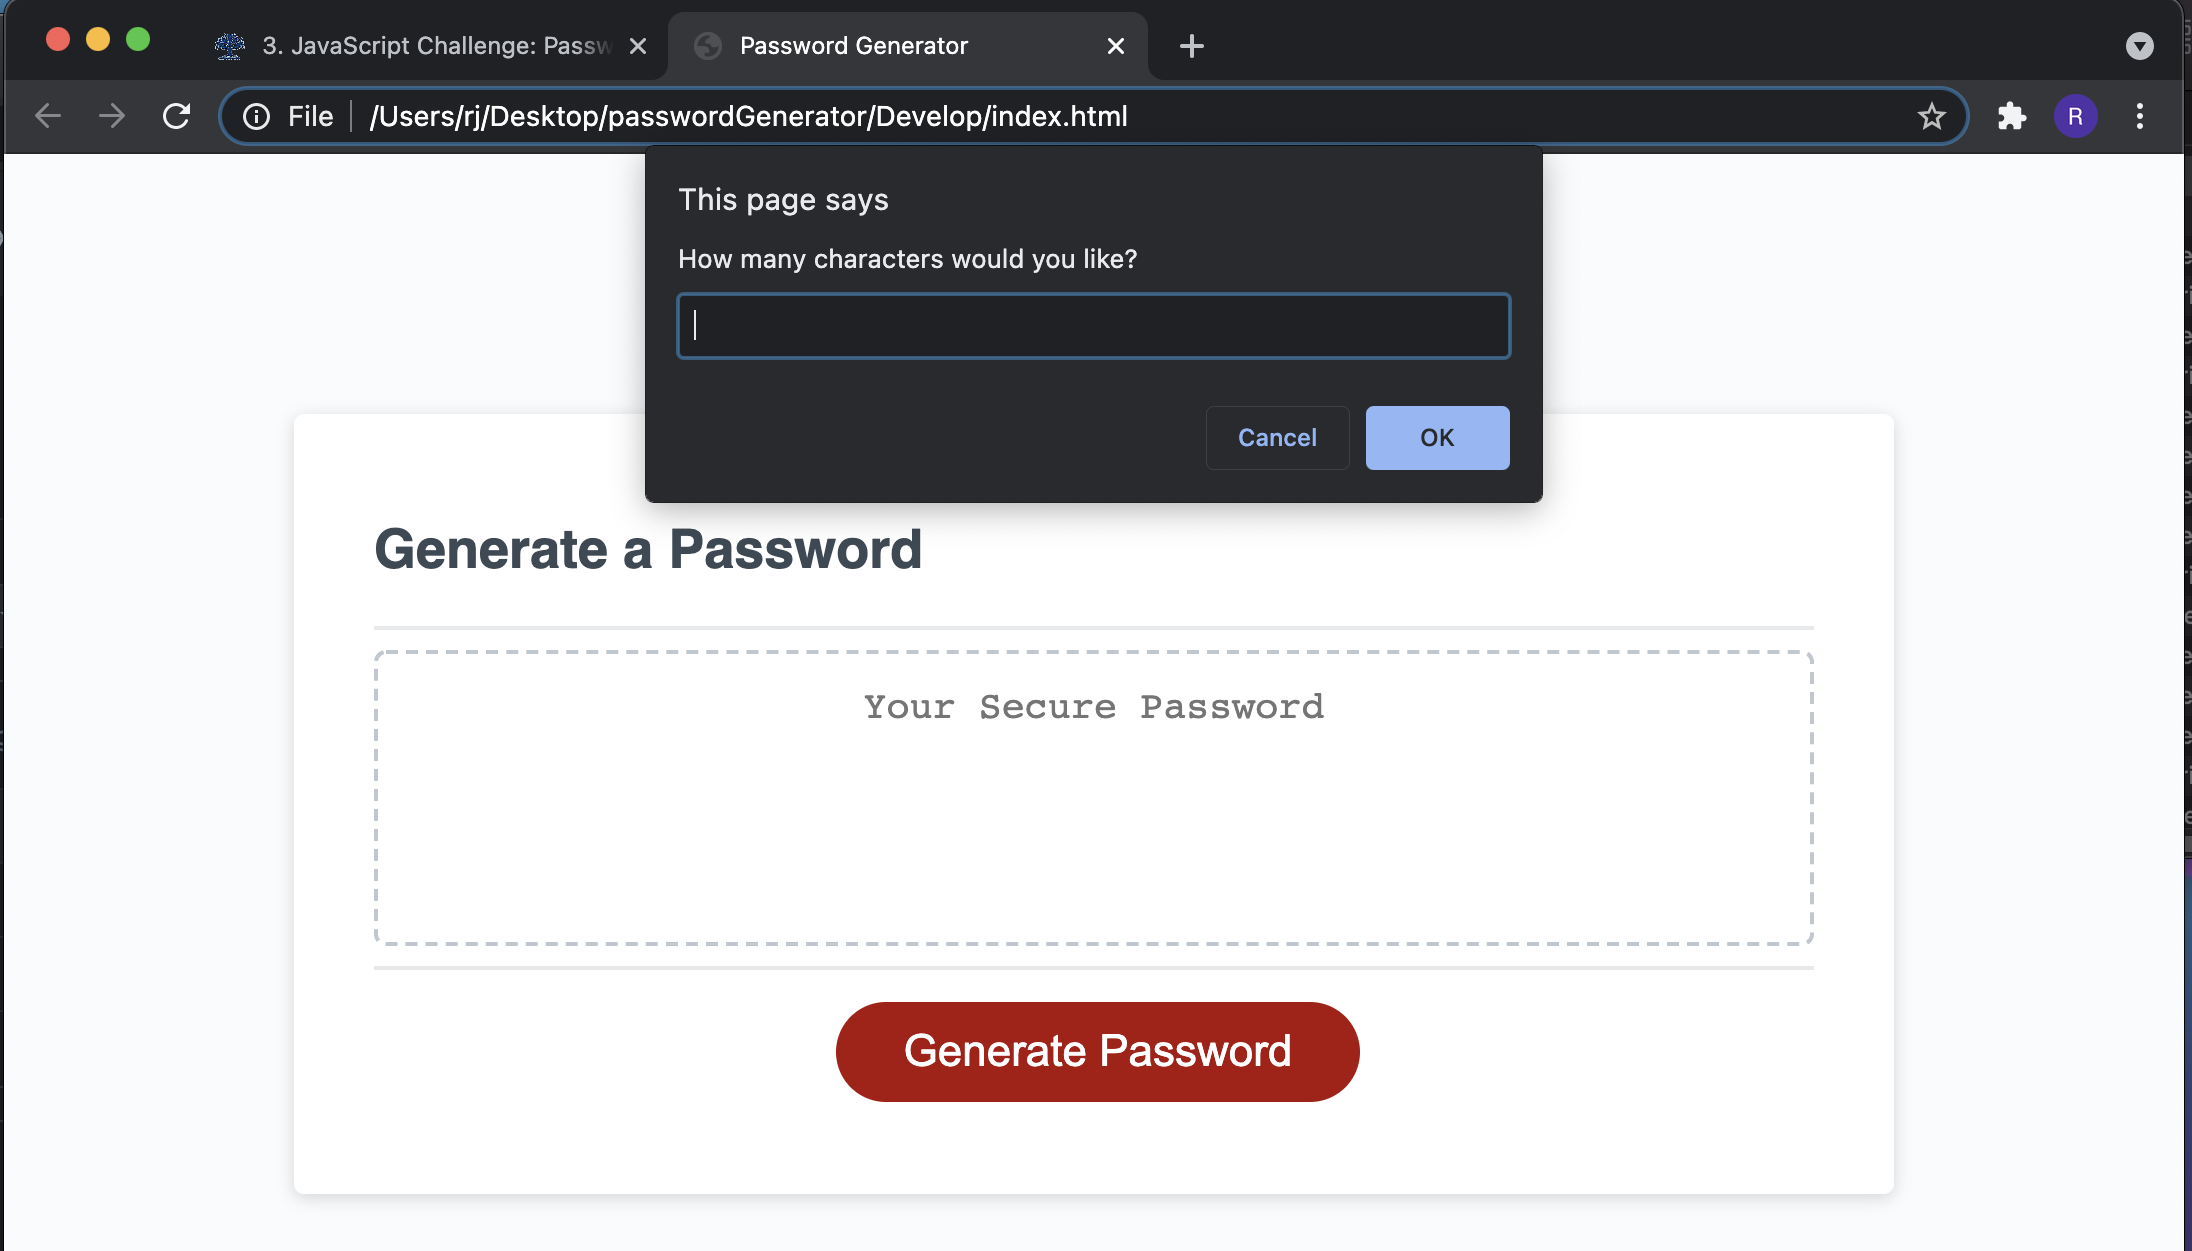 3. JavaScript Challenge: Passw
Password Generator
File
/Users/rj/Desktop/passwordGenerator/Develop/index.html
R
This page says
How many characters would you like?
Cancel
OK
Generate a Password
Your Secure Password
Generate Password